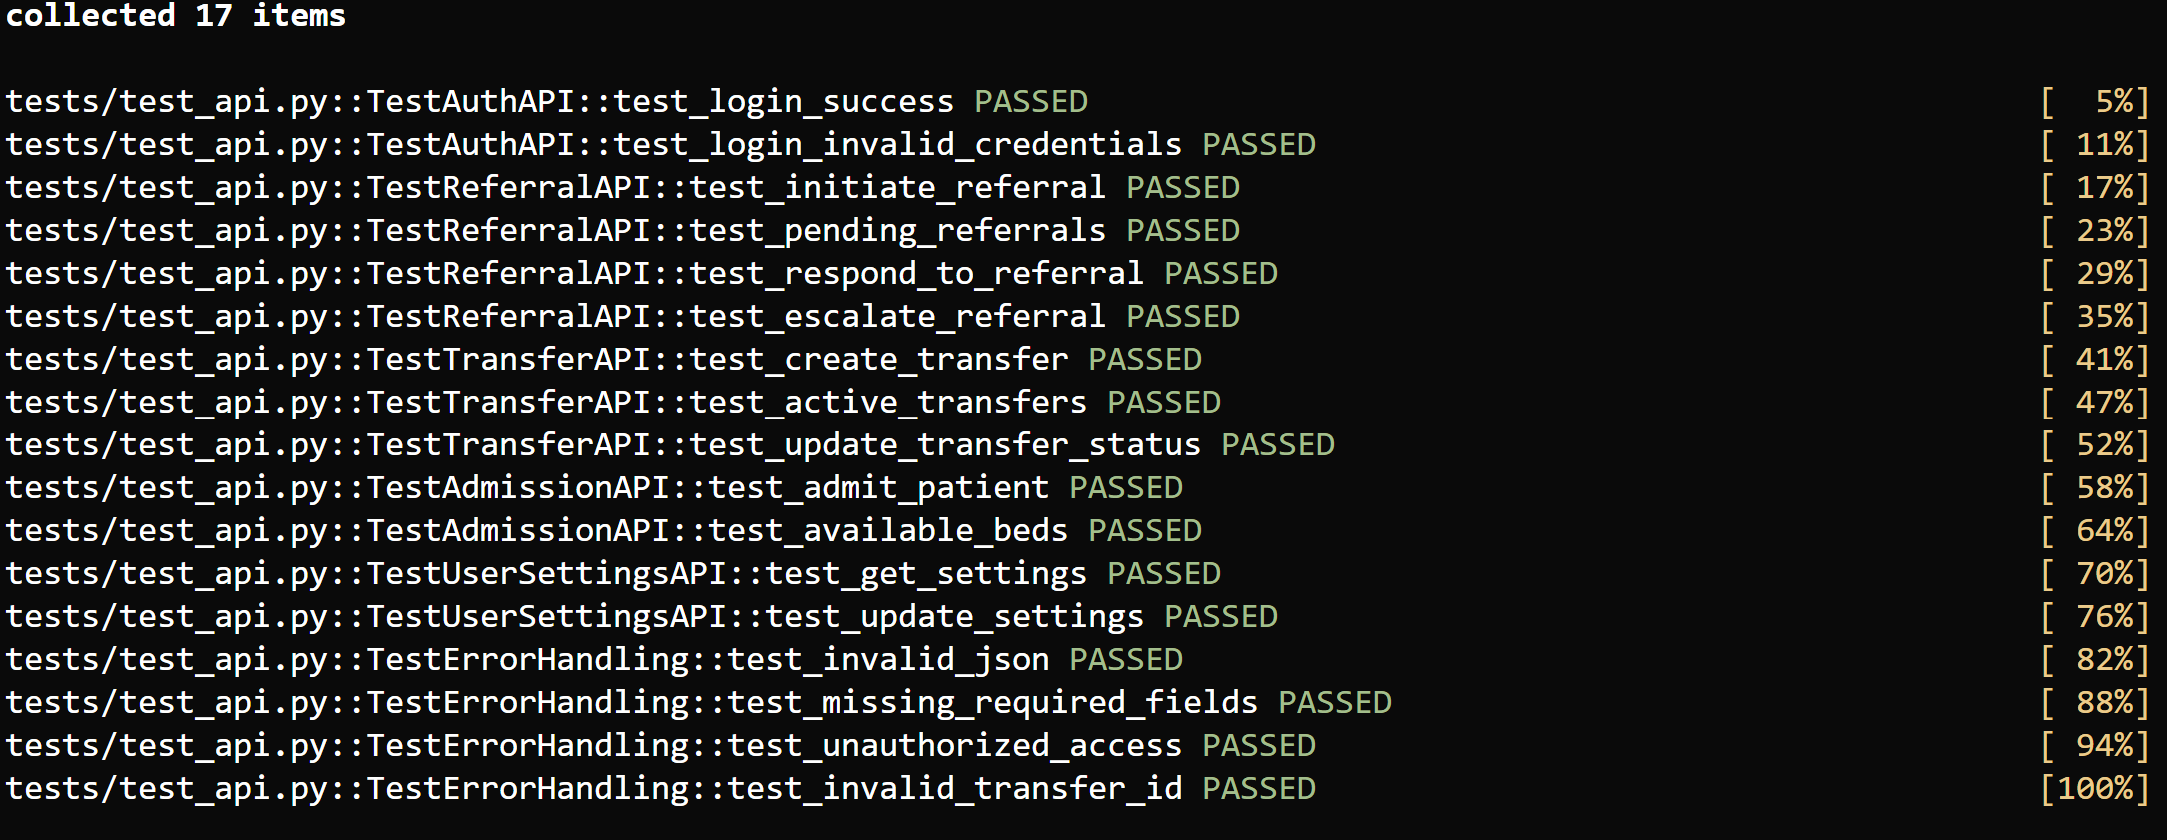 collected 17 items
tests/test_api.py::TestAuthAPI::test_login_success PASSED [  5%]
tests/test_api.py::TestAuthAPI::test_login_invalid_credentials PASSED [ 11%]
tests/test_api.py::TestReferralAPI::test_initiate_referral PASSED [ 17%]
tests/test_api.py::TestReferralAPI::test_pending_referrals PASSED [ 23%]
tests/test_api.py::TestReferralAPI::test_respond_to_referral PASSED [ 29%]
tests/test_api.py::TestReferralAPI::test_escalate_referral PASSED [ 35%]
tests/test_api.py::TestTransferAPI::test_create_transfer PASSED [ 41%]
tests/test_api.py::TestTransferAPI::test_active_transfers PASSED [ 47%]
tests/test_api.py::TestTransferAPI::test_update_transfer_status PASSED [ 52%]
tests/test_api.py::TestAdmissionAPI::test_admit_patient PASSED [ 58%]
tests/test_api.py::TestAdmissionAPI::test_available_beds PASSED [ 64%]
tests/test_api.py::TestUserSettingsAPI::test_get_settings PASSED [ 70%]
tests/test_api.py::TestUserSettingsAPI::test_update_settings PASSED [ 76%]
tests/test_api.py::TestErrorHandling::test_invalid_json PASSED [ 82%]
tests/test_api.py::TestErrorHandling::test_missing_required_fields PASSED [ 88%]
tests/test_api.py::TestErrorHandling::test_unauthorized_access PASSED [ 94%]
tests/test_api.py::TestErrorHandling::test_invalid_transfer_id PASSED [100%]